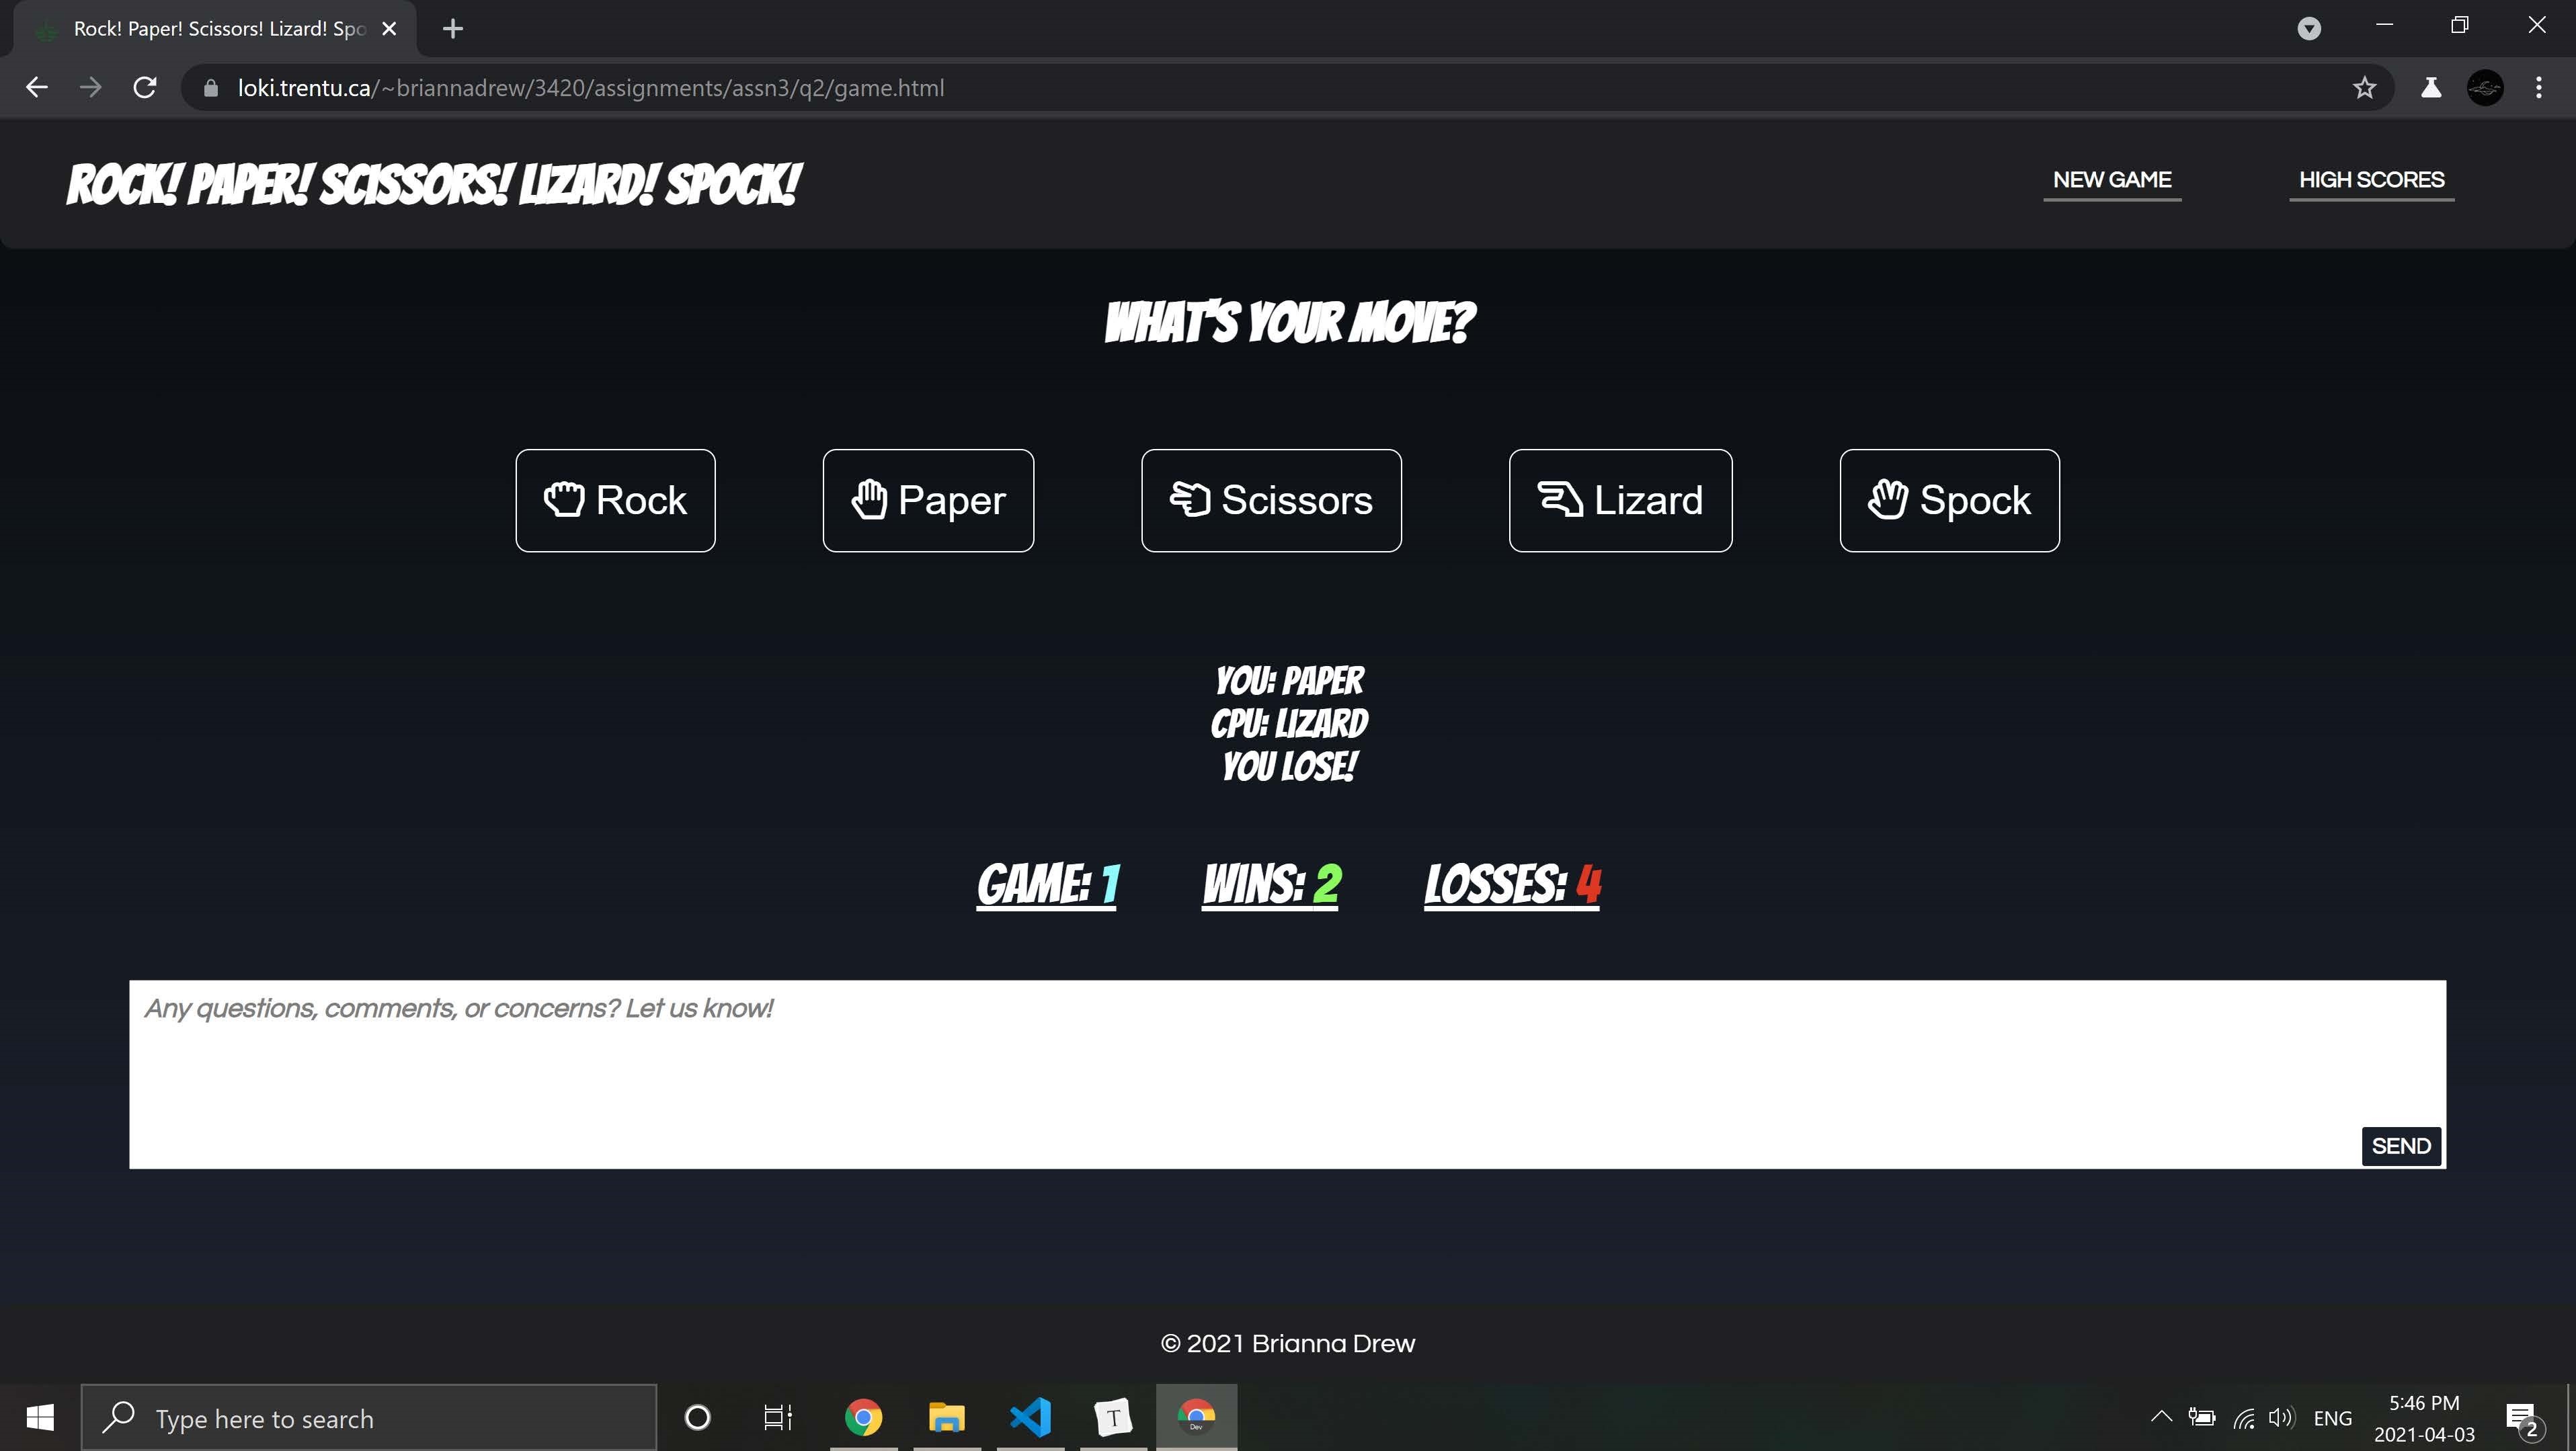 Rock! Paper! Scissors! Lizard! Spo
loki.trentu.ca/~briannadrew/3420/assignments/assn3/q2/game.html
ROCK! PAPER! SCISSORS! LIZARD! SPOCK!
NEW GAME
HIGH SCORES
WHAT'S YOUR MOVE?
Rock
Paper
Scissors
Lizard
Spock
YOU: PAPER
CPU: LIZARD
YOU LOSE!
GAME: 1
WINS: 2
LOSSES: 4
Any questions, comments, or concerns? Let us know!
SEND
© 2021 Brianna Drew
Type here to search
T
Dev
ENG
5:46 PM
2021-04-03
2